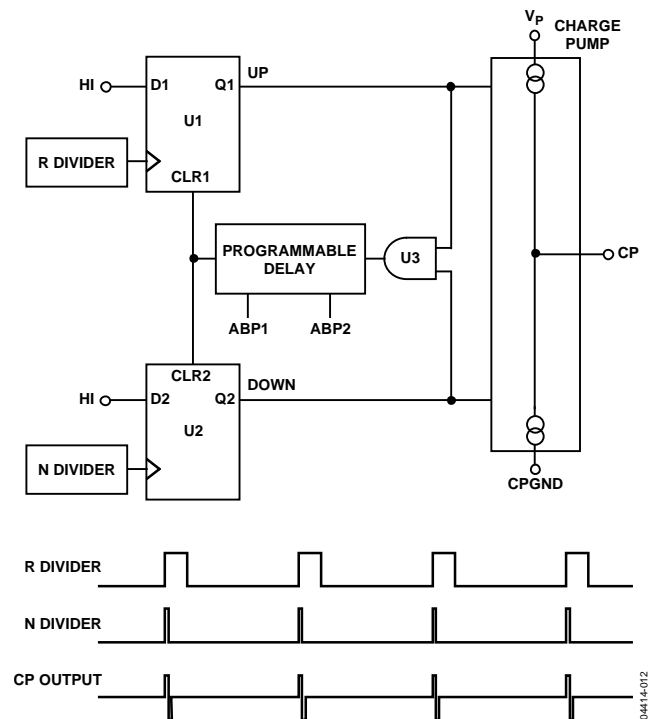 VP
CHARGE
PUMP
HI
D1
Q1
UP
U1
R DIVIDER
CLR1
PROGRAMMABLE
DELAY
U3
CP
ABP1
ABP2
CLR2
DOWN
HI
D2
Q2
U2
N DIVIDER
CPGND
R DIVIDER
N DIVIDER
CP OUTPUT
04414-012